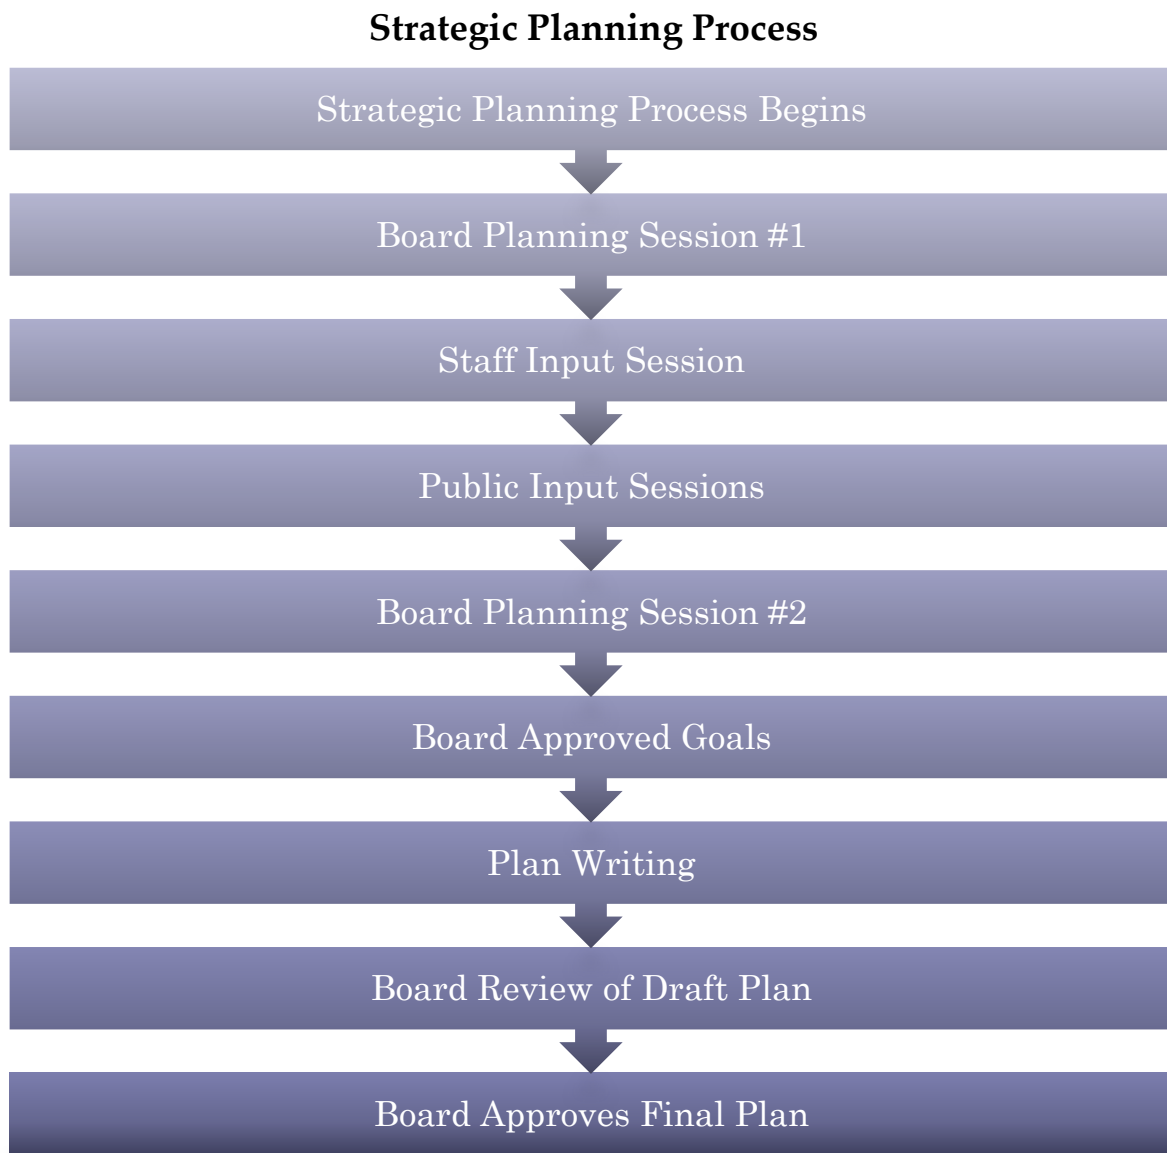 Strategic Planning Process
Strategic Planning Process Begins
Board Planning Session #1
Staff Input Session
Public Input Sessions
Board Planning Session #2
Board Approved Goals
Plan Writing
Board Review of Draft Plan
Board Approves Final Plan